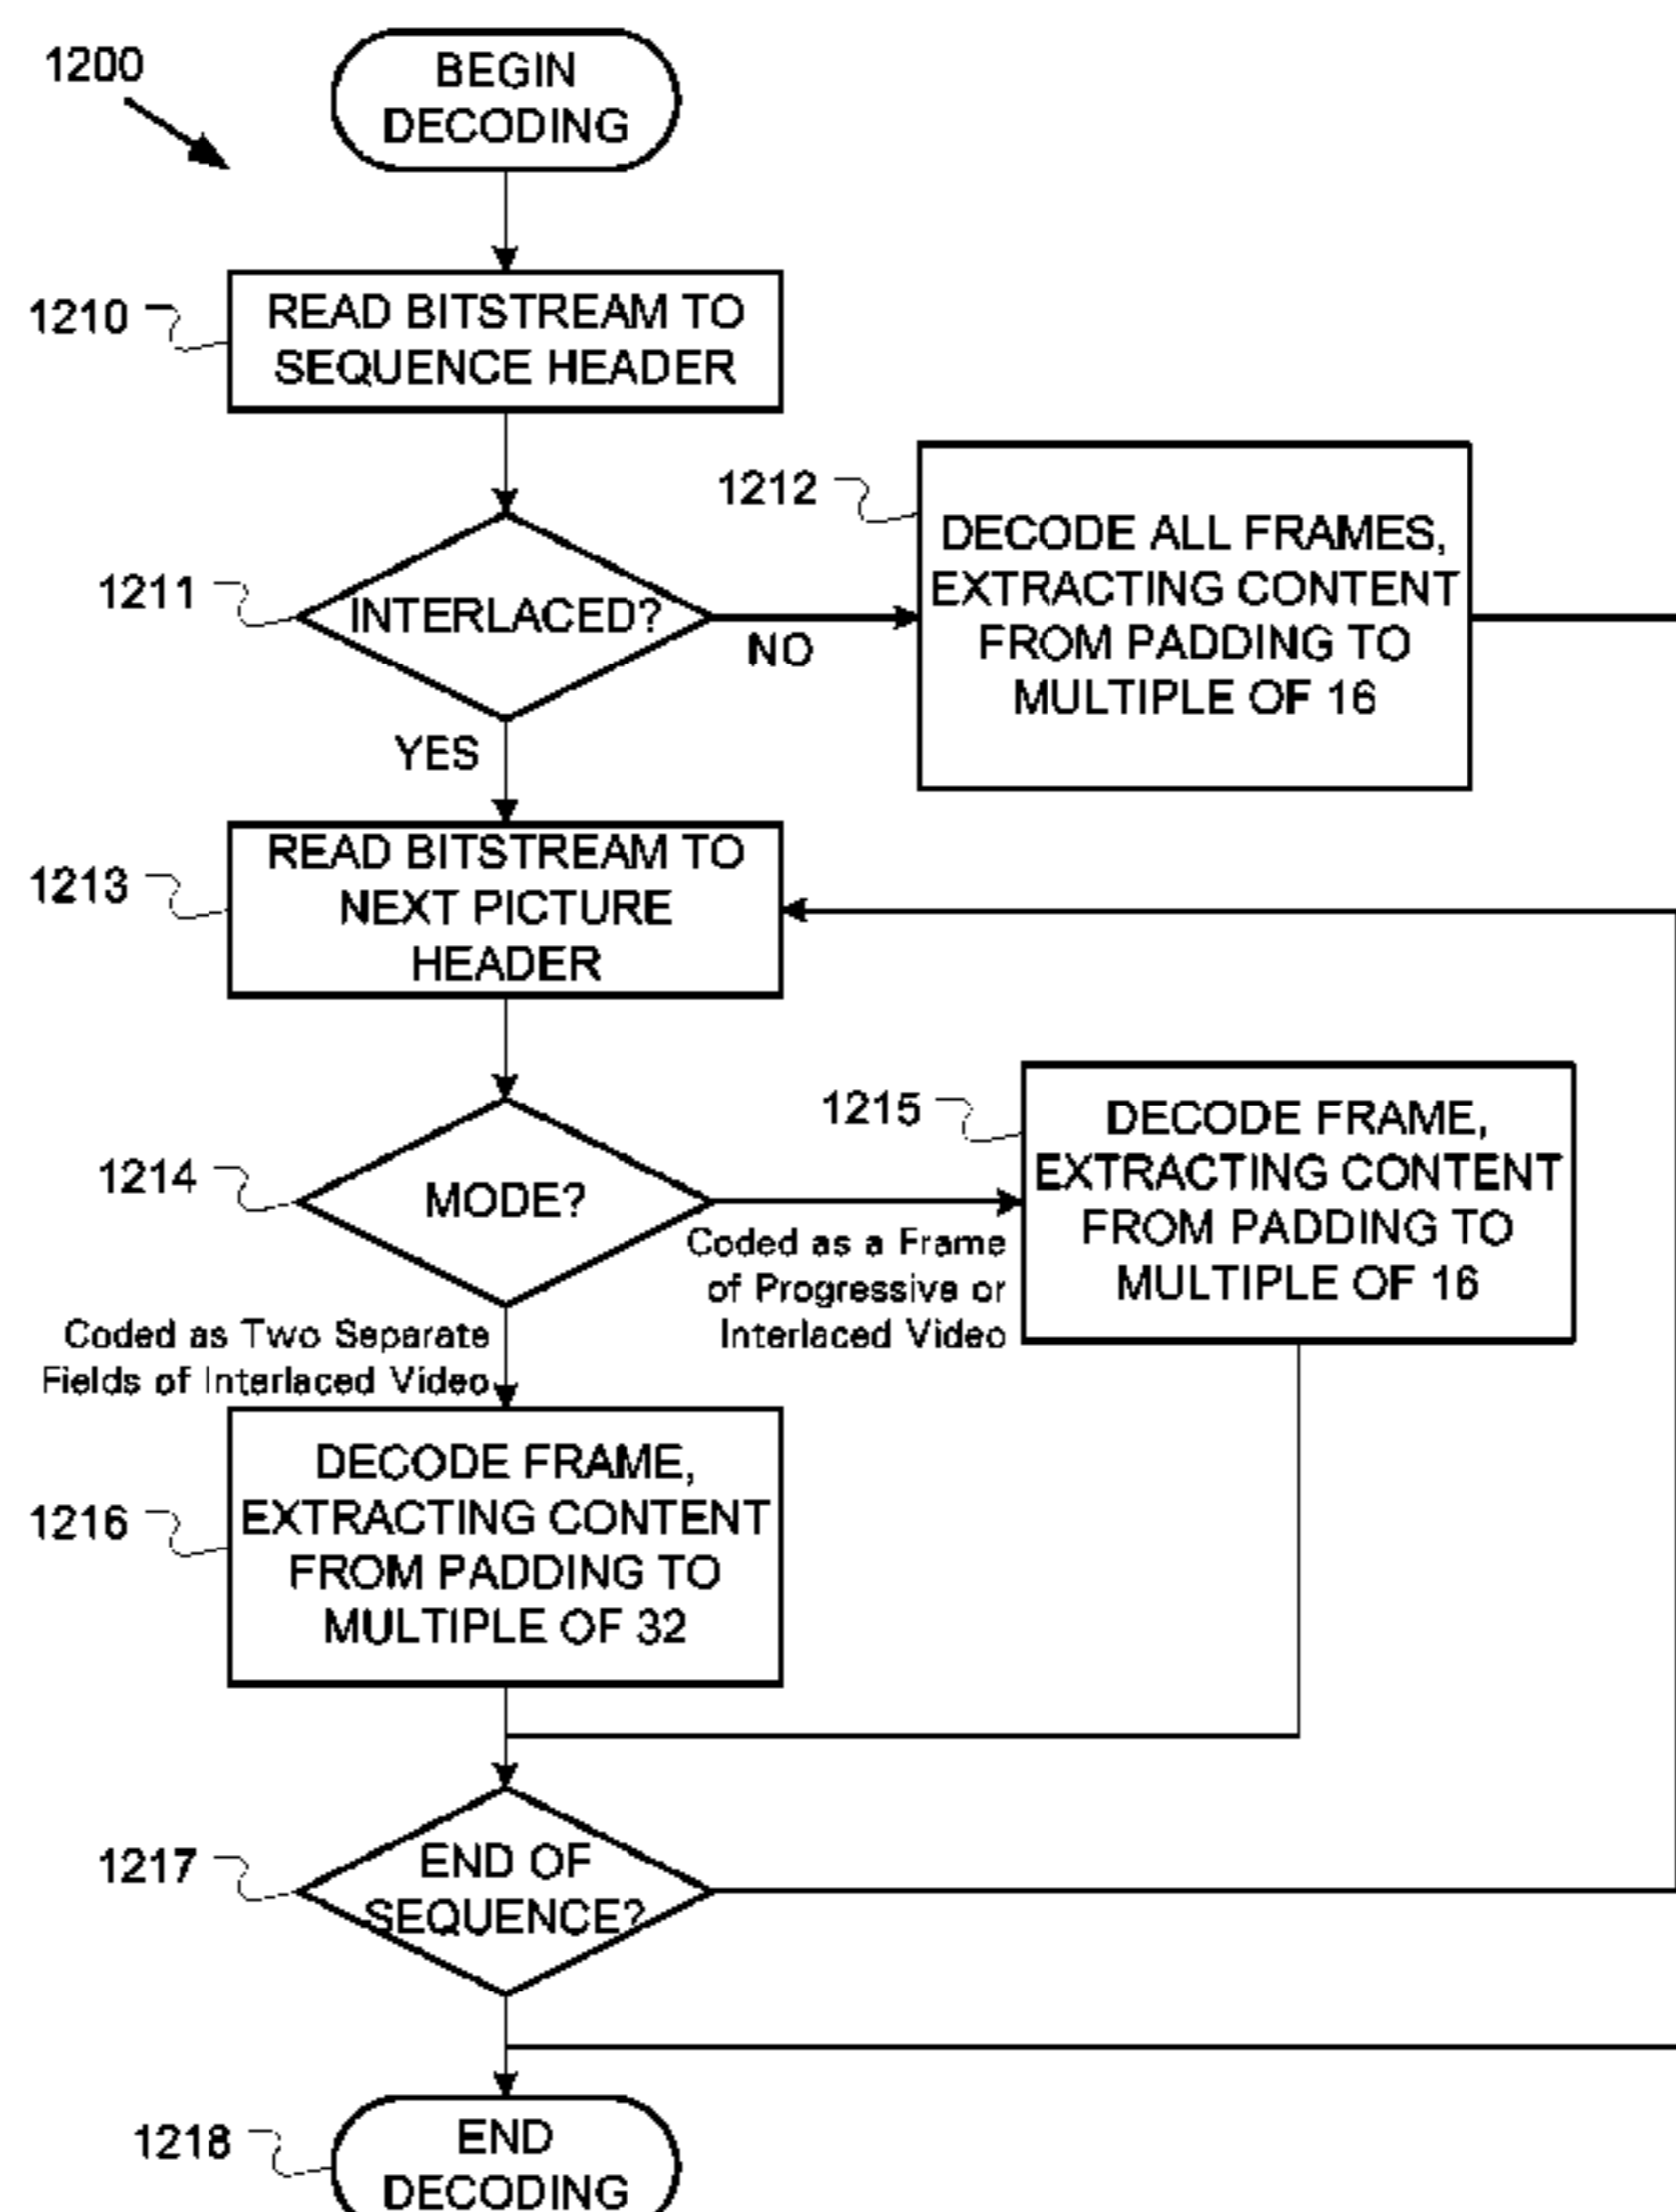 1200
BEGIN
DECODING
1210
READ BITSTREAM TO
SEQUENCE HEADER
1211
INTERLACED?
NO
YES
1212
DECODE ALL FRAMES,
EXTRACTING CONTENT
FROM PADDING TO
MULTIPLE OF 16
1213
READ BITSTREAM TO
NEXT PICTURE
HEADER
1214
MODE?
Coded as a Frame
of Progressive or
Interlaced Video
1215
DECODE FRAME,
EXTRACTING CONTENT
FROM PADDING TO
MULTIPLE OF 16
Coded as Two Separate
Fields of Interlaced Video
1216
DECODE FRAME,
EXTRACTING CONTENT
FROM PADDING TO
MULTIPLE OF 32
1217
END OF
SEQUENCE?
1218
END
DECODING